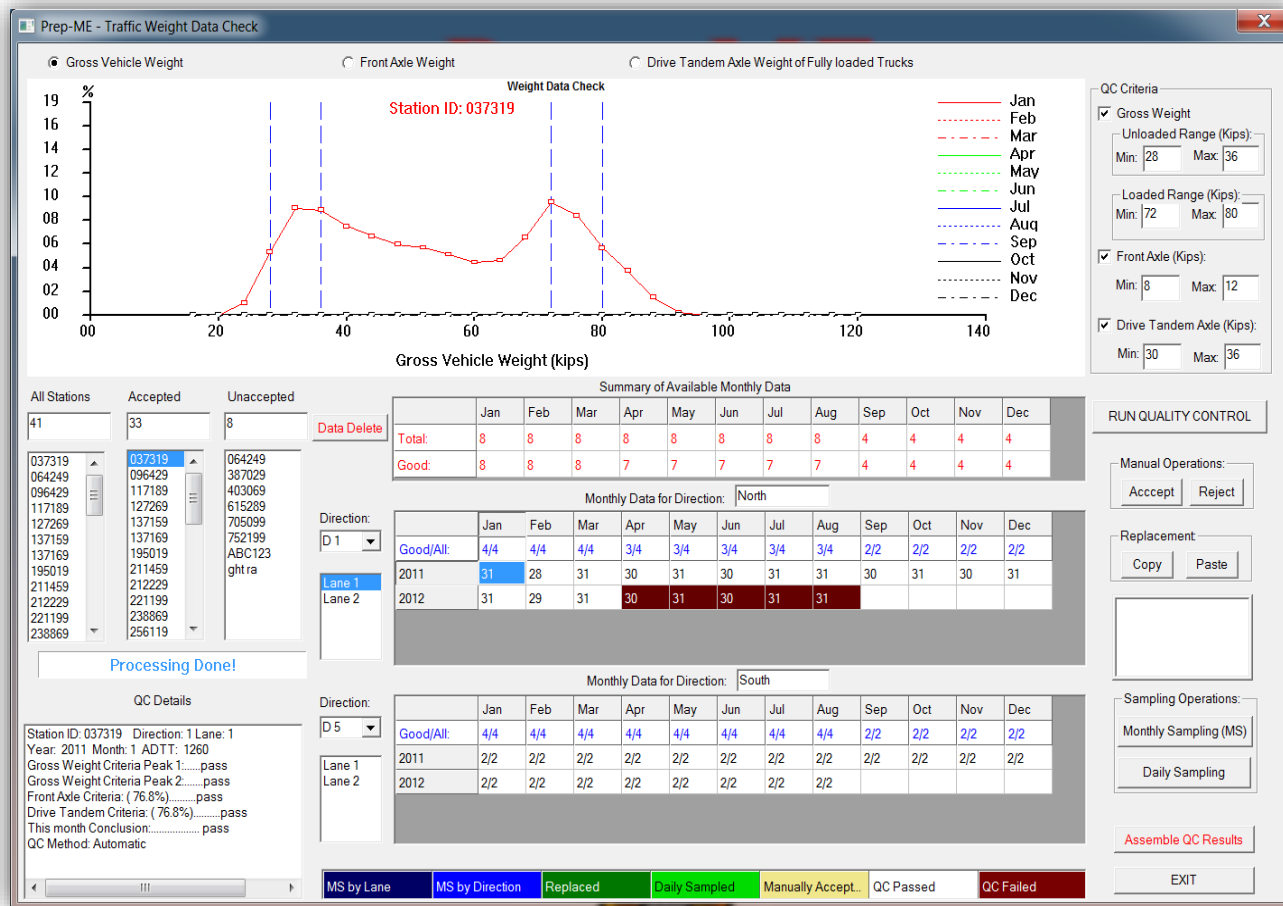 Prep-ME - Traffic Weight Data Check
X
Gross Vehicle Weight Front Axle Weight Drive Tandem Axle Weight of Fully loaded Trucks
Weight Data Check
Station ID: 037319
%
19
17
14
12
10
08
06
04
02
00
00 20 40 60 80 100 120 140
Gross Vehicle Weight (kips)
Jan
Feb
Mar
Apr
May
Jun
Jul
Aug
Sep
Oct
Nov
Dec
QC Criteria
Gross Weight
Unloaded Range (Kips):
Min: 28 Max: 36
Loaded Range (Kips):
Min: 72 Max: 80
Front Axle (Kips):
Min: 8 Max: 12
Drive Tandem Axle (Kips):
Min: 30 Max: 36
All Stations Accepted Unaccepted
41 33 8
Data Delete
037319
064249
096429
117189
127269
137159
137169
195019
211459
212229
221199
238869
037319
096429
117189
127269
137159
137169
195019
211459
212229
221199
238869
256119
064249
387029
403069
615289
705099
752199
ABC123
ght ra
Processing Done!
QC Details
Station ID: 037319 Direction: 1 Lane: 1
Year: 2011 Month: 1 ADTT: 1260
Gross Weight Criteria Peak 1:.....pass
Gross Weight Criteria Peak 2:.....pass
Front Axle Criteria: ( 76.8%).........pass
Drive Tandem Criteria: ( 76.8%)......pass
This month Conclusion:................. pass
QC Method: Automatic
Summary of Available Monthly Data
Jan Feb Mar Apr May Jun Jul Aug Sep Oct Nov Dec
Total: 8 8 8 8 8 8 8 8 4 4 4 4
Good: 8 8 8 7 7 7 7 7 4 4 4 4
Monthly Data for Direction: North
Direction:
D 1
Lane 1
Lane 2
Jan Feb Mar Apr May Jun Jul Aug Sep Oct Nov Dec
Good/All: 4/4 4/4 4/4 3/4 3/4 3/4 3/4 3/4 2/2 2/2 2/2 2/2
2011 31 28 31 30 31 30 31 31 30 31 30 31
2012 31 29 31 30 31 30 31 31
Monthly Data for Direction: South
Direction:
D 5
Lane 1
Lane 2
Jan Feb Mar Apr May Jun Jul Aug Sep Oct Nov Dec
Good/All: 4/4 4/4 4/4 4/4 4/4 4/4 4/4 4/4 2/2 2/2 2/2 2/2
2011 2/2 2/2 2/2 2/2 2/2 2/2 2/2 2/2 2/2 2/2 2/2 2/2
2012 2/2 2/2 2/2 2/2 2/2 2/2 2/2 2/2
MS by Lane MS by Direction Replaced Daily Sampled Manually Accept... QC Passed QC Failed
RUN QUALITY CONTROL
Manual Operations:
Acccept Reject
Replacement:
Copy Paste
Sampling Operations:
Monthly Sampling (MS)
Daily Sampling
Assemble QC Results
EXIT